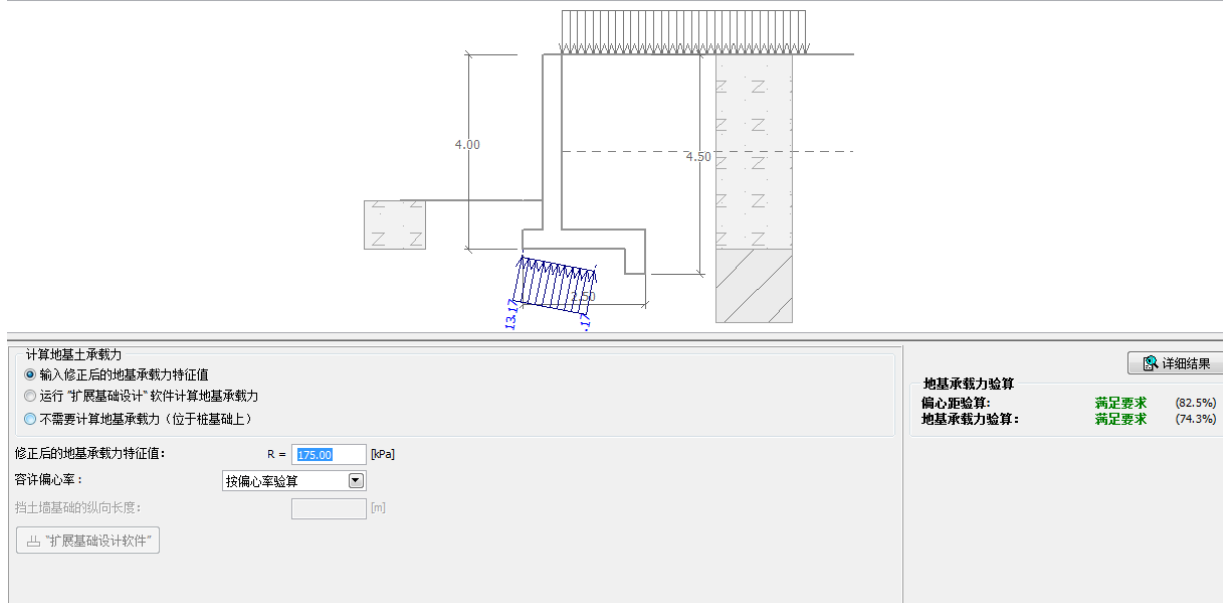 4.00
4.50
2.50
13.17
.17
计算地基土承载力
输入修正后的地基承载力特征值
运行 "扩展基础设计" 软件计算地基承载力
不需要计算地基承载力（位于桩基础上）
修正后的地基承载力特征值: R = 175.00 [kPa]
容许偏心率： 按偏心率验算
挡土墙基础的纵向长度: [m]
"扩展基础设计软件"
详细结果
地基承载力验算
偏心距验算: 满足要求 (82.5%)
地基承载力验算: 满足要求 (74.3%)